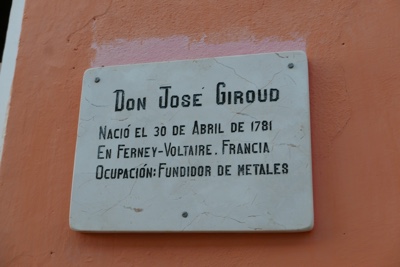 Don José Giroud
Nació el 30 de Abril de 1781
En Ferney-Voltaire. Francia
Ocupación: Fundidor de metales